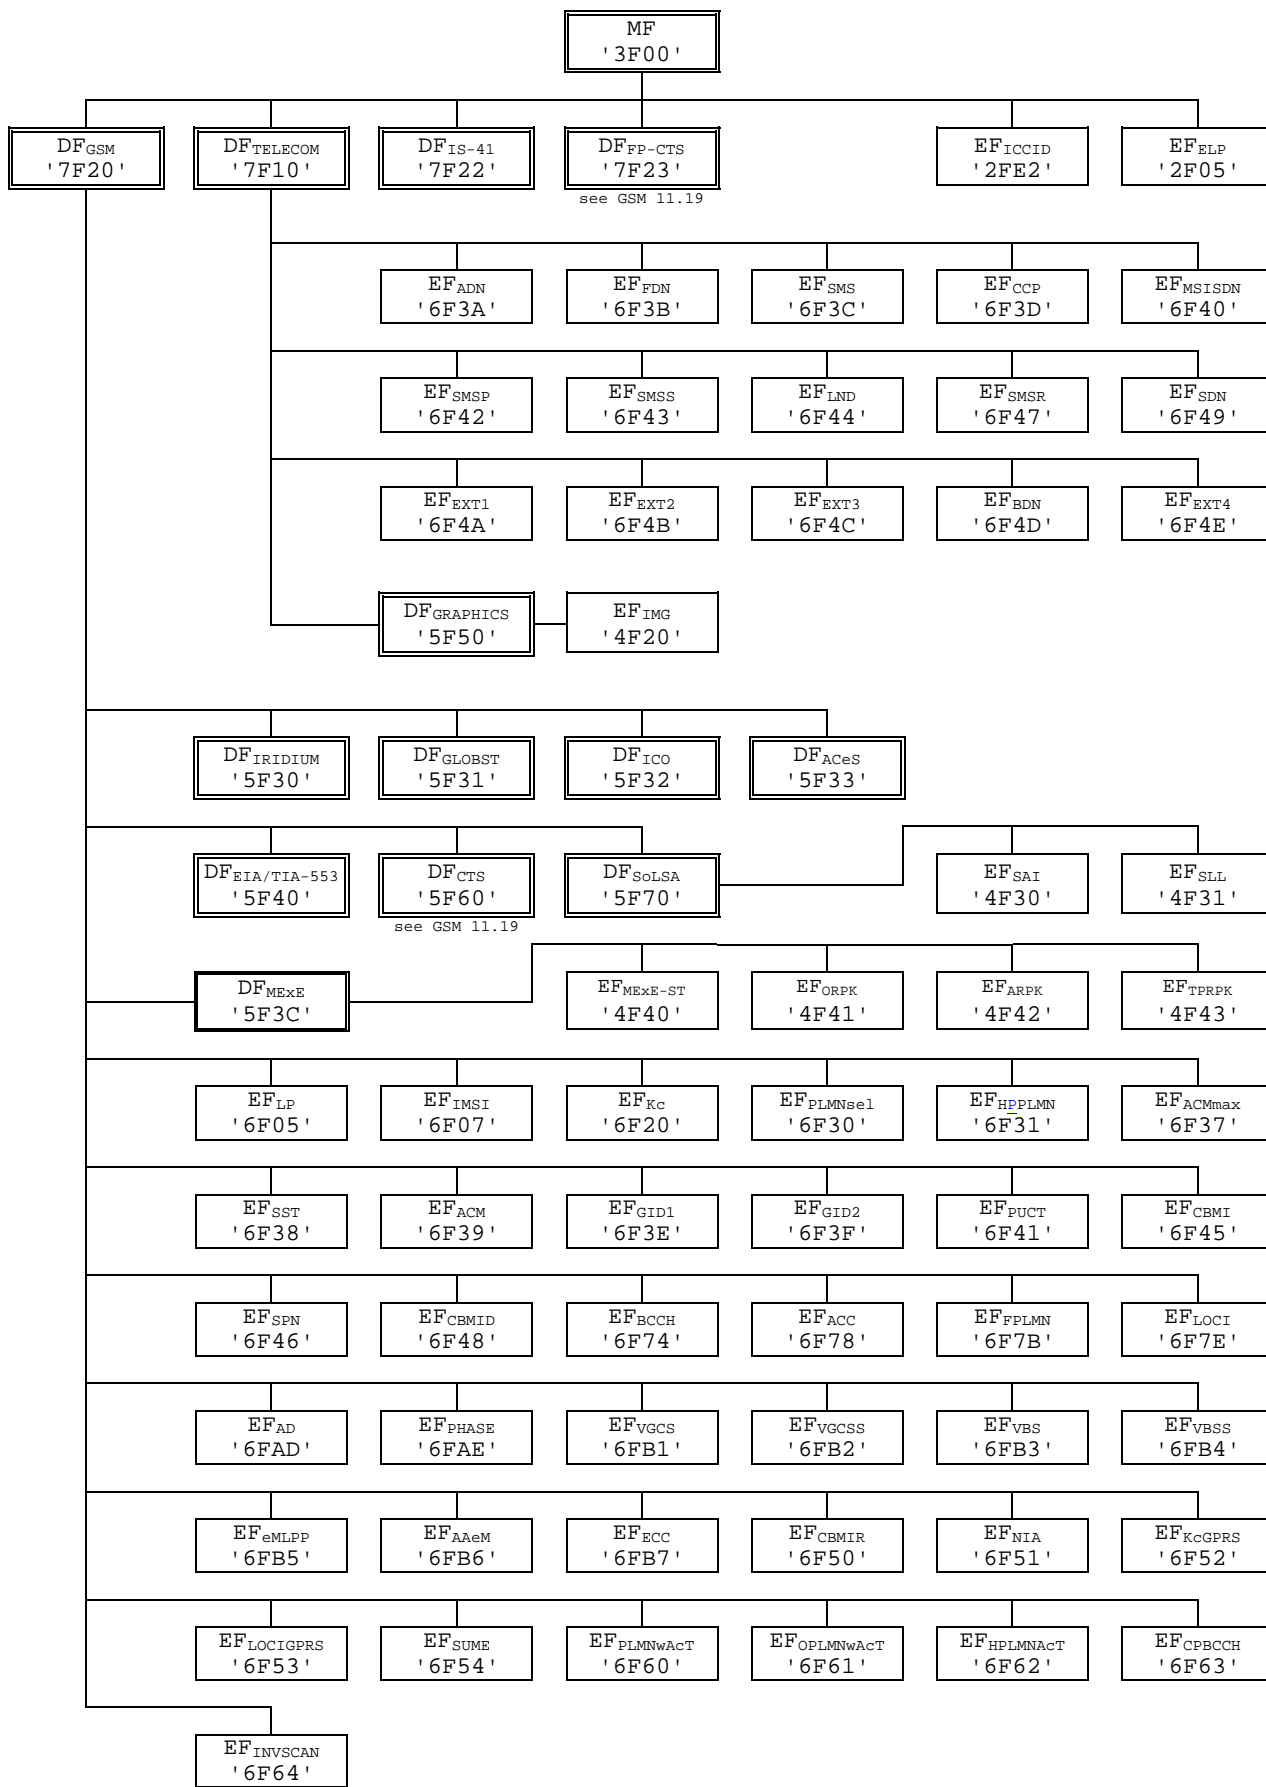 MF
'3F00'
DFGSM
'7F20'
DFTELECOM
'7F10'
DFIS-41
'7F22'
DFFP-CTS
'7F23'
see GSM 11.19
EFICCID
'2FE2'
EFELP
'2F05'
EFADN
'6F3A'
EFFDN
'6F3B'
EFSMS
'6F3C'
EFCCP
'6F3D'
EFMSISDN
'6F40'
EFSMSP
'6F42'
EFSMSS
'6F43'
EFLND
'6F44'
EFSMSR
'6F47'
EFSDN
'6F49'
EFEXT1
'6F4A'
EFEXT2
'6F4B'
EFEXT3
'6F4C'
EFBDN
'6F4D'
EFEXT4
'6F4E'
DFGRAPHICS
'5F50'
EFIMG
'4F20'
DFIRIDIUM
'5F30'
DFGLOBST
'5F31'
DFICO
'5F32'
DFACeS
'5F33'
DFEIA/TIA-553
'5F40'
DFCTS
'5F60'
see GSM 11.19
DFSoLSA
'5F70'
EFSAI
'4F30'
EFSLL
'4F31'
DFMExE
'5F3C'
EFMExE-ST
'4F40'
EFORPK
'4F41'
EFARPK
'4F42'
EFTPRPK
'4F43'
EFLP
'6F05'
EFIMSI
'6F07'
EFKc
'6F20'
EFPLMNsel
'6F30'
EFHPPLMN
'6F31'
EFACMmax
'6F37'
EFSST
'6F38'
EFACM
'6F39'
EFGID1
'6F3E'
EFGID2
'6F3F'
EFPUCT
'6F41'
EFCBMI
'6F45'
EFSPN
'6F46'
EFCBMID
'6F48'
EFBCCH
'6F74'
EFACC
'6F78'
EFFPLMN
'6F7B'
EFLOCI
'6F7E'
EFAD
'6FAD'
EFPHASE
'6FAE'
EFVGCS
'6FB1'
EFVGCSS
'6FB2'
EFVBS
'6FB3'
EFVBSS
'6FB4'
EFeMLPP
'6FB5'
EFAAeM
'6FB6'
EFECC
'6FB7'
EFCBMIR
'6F50'
EFNIA
'6F51'
EFKcGPRS
'6F52'
EFLOCIGPRS
'6F53'
EFSUME
'6F54'
EFPLMNwAcT
'6F60'
EFOPLMNwAcT
'6F61'
EFHPLMNAcT
'6F62'
EFCPBCCH
'6F63'
EFINVSCAN
'6F64'